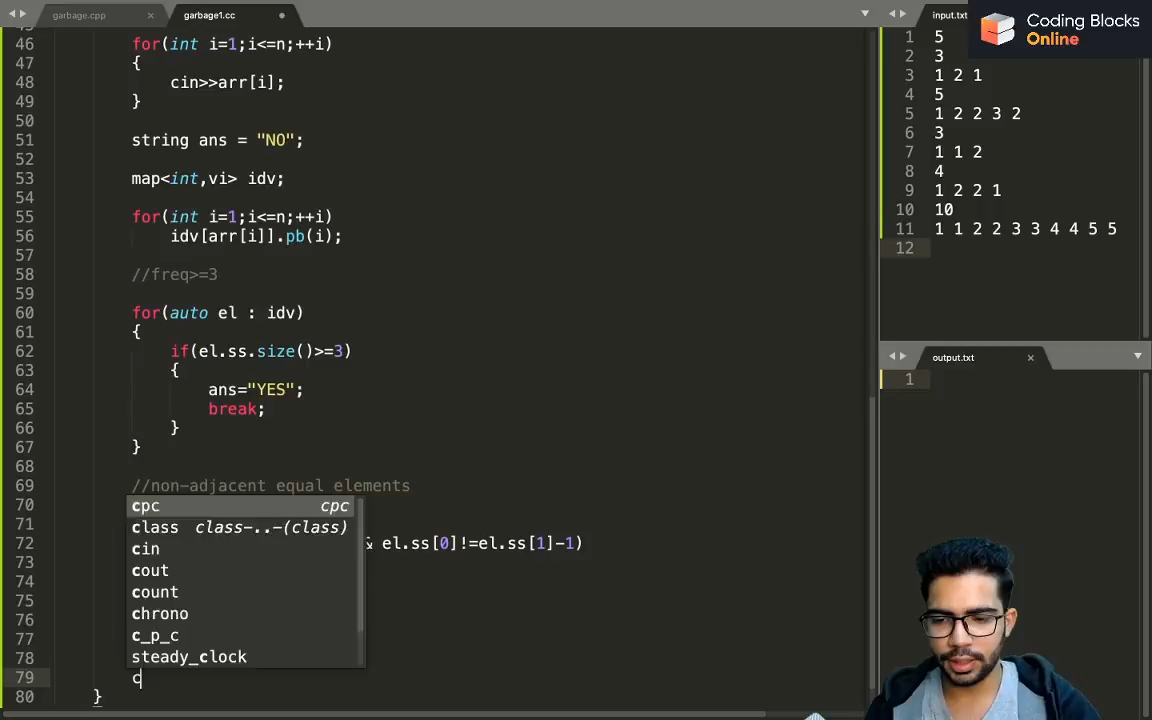 garbage.cpp
garbage1.cc
46 for(int i=1;i<=n;++i)
47 {
48 cin>>arr[i];
49 }
50
51 string ans = "NO";
52
53 map<int,vi> idv;
54
55 for(int i=1;i<=n;++i)
56 idv[arr[i]].pb(i);
57
58 //freq>=3
59
60 for(auto el : idv)
61 {
62 if(el.ss.size()>=3)
63 {
64 ans="YES";
65 break;
66 }
67 }
68
69 //non-adjacent equal elements
70
71
72 & el.ss[0]!=el.ss[1]-1)
73
74
75
76
77
78
79 c
80 }
cpc cpc
class class-..-(class)
cin
cout
count
chrono
c_p_c
steady_clock
input.txt
1 5
2 3
3 1 2 1
4 5
5 1 2 2 3 2
6 3
7 1 1 2
8 4
9 1 2 2 1
10 10
11 1 1 2 2 3 3 4 4 5 5
12
output.txt
1
Coding Blocks
Online